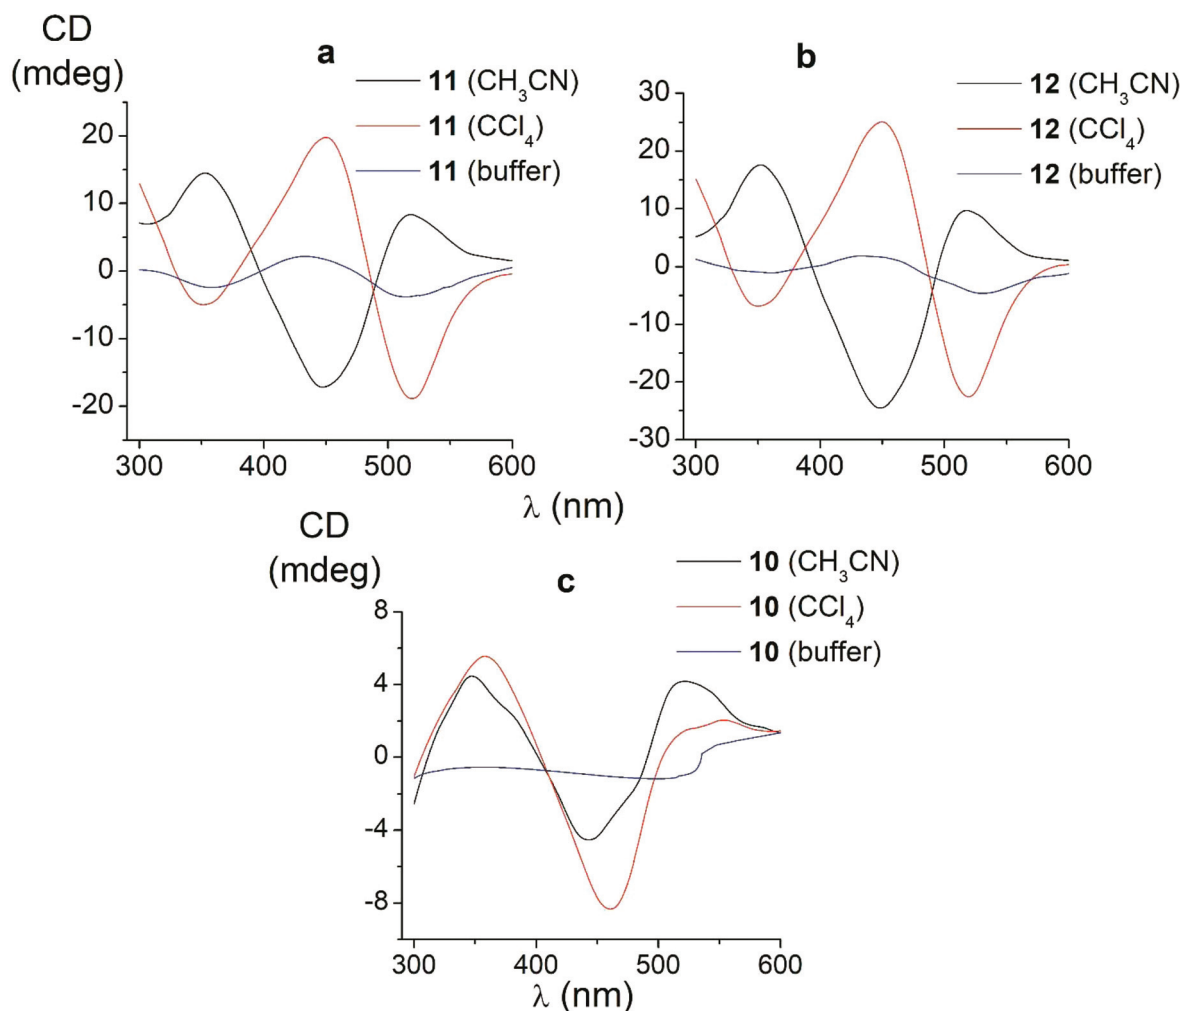 CD
(mdeg)
a
11 (CH₃CN)
11 (CCl₄)
11 (buffer)
20
10
0
-10
-20
300 400 500 600
b
12 (CH₃CN)
12 (CCl₄)
12 (buffer)
30
20
10
0
-10
-20
-30
300 400 500 600
λ (nm)
CD
(mdeg)
c
10 (CH₃CN)
10 (CCl₄)
10 (buffer)
8
4
0
-4
-8
300 400 500 600
λ (nm)